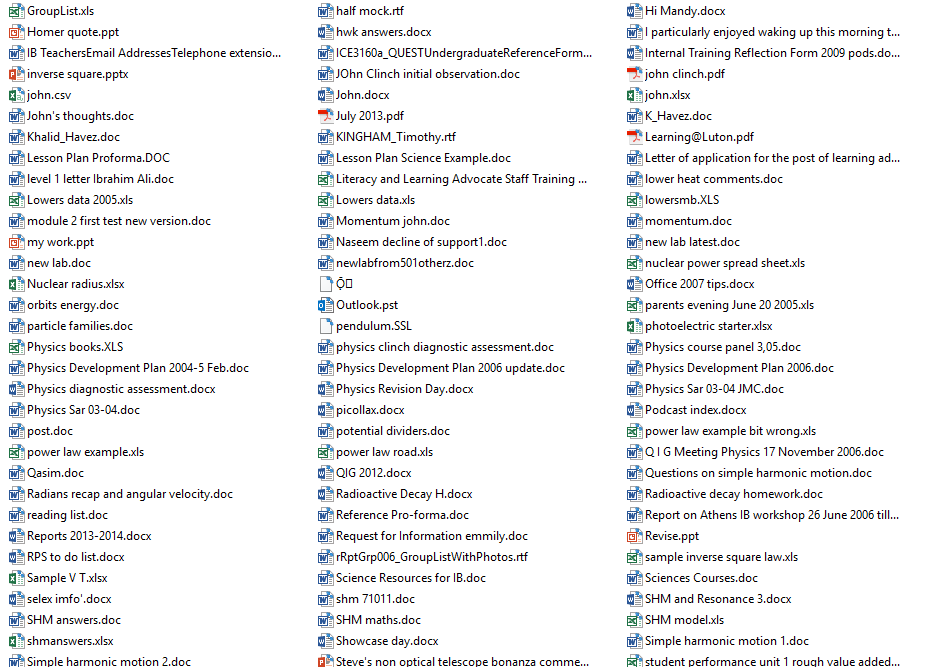 GroupList.xls
half mock.rtf
Hi Mandy.docx
Homer quote.ppt
hwk answers.docx
I particularly enjoyed waking up this morning t...
IB TeachersEmail AddressesTelephone extensio...
ICE3160a_QUESTUndergraduateReferenceForm...
Internal Training Reflection Form 2009 pods.do...
inverse square.pptx
JOhn Clinch initial observation.doc
john clinch.pdf
john.csv
John.docx
john.xlsx
John's thoughts.doc
July 2013.pdf
K_Havez.doc
Khalid_Havez.doc
KINGHAM_Timothy.rtf
Learning@Luton.pdf
Lesson Plan Proforma.DOC
Lesson Plan Science Example.doc
Letter of application for the post of learning ad...
level 1 letter Ibrahim Ali.doc
Literacy and Learning Advocate Staff Training ...
lower heat comments.doc
Lowers data 2005.xls
Lowers data.xls
lowersmb.XLS
module 2 first test new version.doc
Momentum john.doc
momentum.doc
my work.ppt
Naseem decline of support1.doc
new lab latest.doc
new lab.doc
newlabfrom501otherz.doc
nuclear power spread sheet.xls
Nuclear radius.xlsx
Office 2007 tips.docx
orbits energy.doc
Outlook.pst
parents evening June 20 2005.xls
particle families.doc
pendulum.SSL
photoelectric starter.xlsx
Physics books.XLS
physics clinch diagnostic assessment.doc
Physics course panel 3,05.doc
Physics Development Plan 2004-5 Feb.doc
Physics Development Plan 2006 update.doc
Physics Development Plan 2006.doc
Physics diagnostic assessment.docx
Physics Revision Day.docx
Physics Sar 03-04 JMC.doc
Physics Sar 03-04.doc
picollax.docx
Podcast index.docx
post.doc
potential dividers.doc
power law example bit wrong.xls
power law example.xls
power law road.xls
Q I G Meeting Physics 17 November 2006.doc
Qasim.doc
QIG 2012.docx
Questions on simple harmonic motion.doc
Radians recap and angular velocity.doc
Radioactive Decay H.docx
Radioactive decay homework.doc
reading list.doc
Reference Pro-forma.doc
Report on Athens IB workshop 26 June 2006 till...
Reports 2013-2014.docx
Request for Information emmily.doc
Revise.ppt
RPS to do list.docx
rRptGrp006_GroupListWithPhotos.rtf
sample inverse square law.xls
Sample V T.xlsx
Science Resources for IB.doc
Sciences Courses.doc
selex imfo'.docx
shm 71011.doc
SHM and Resonance 3.docx
SHM answers.doc
SHM maths.doc
SHM model.xls
shmanswers.xlsx
Showcase day.docx
Simple harmonic motion 1.doc
Simple harmonic motion 2.doc
Steve's non optical telescope bonanza comme...
student performance unit 1 rough value added...